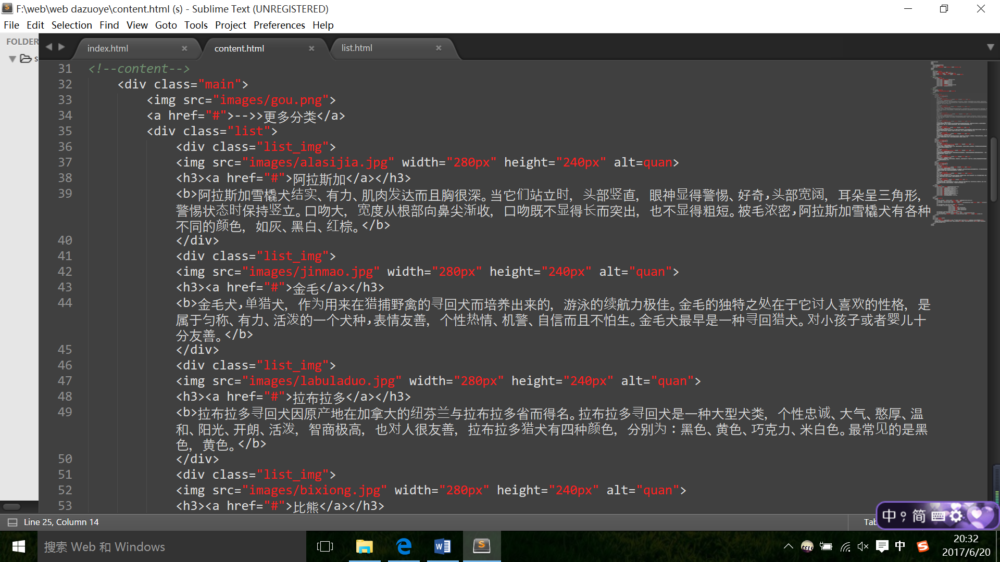 F:\web\web dazuoye\content.html (s) - Sublime Text (UNREGISTERED)
File Edit Selection Find View Goto Tools Project Preferences Help
FOLDER
s
index.html
content.html
list.html
31 <!--content-->
32 <div class="main">
33 <img src="images/gou.png">
34 <a href="#">-->>更多分类</a>
35 <div class="list">
36 <div class="list_img">
37 <img src="images/alasijia.jpg" width="280px" height="240px" alt=quan>
38 <h3><a href="#">阿拉斯加</a></h3>
39 <b>阿拉斯加雪橇犬结实、有力、肌肉发达而且胸很深。当它们站立时，头部竖直，眼神显得警惕、好奇,头部宽阔，耳朵呈三角形，
警惕状态时保持竖立。口吻大，宽度从根部向鼻尖渐收，口吻既不显得长而突出，也不显得粗短。被毛浓密,阿拉斯加雪橇犬有各种
不同的颜色，如灰、黑白、红棕。</b>
40 </div>
41 <div class="list_img">
42 <img src="images/jinmao.jpg" width="280px" height="240px" alt="quan">
43 <h3><a href="#">金毛</a></h3>
44 <b>金毛犬,单猎犬，作为用来在猎捕野禽的寻回犬而培养出来的，游泳的续航力极佳。金毛的独特之处在于它讨人喜欢的性格，是
属于匀称、有力、活泼的一个犬种,表情友善，个性热情、机警、自信而且不怕生。金毛犬最早是一种寻回猎犬。对小孩子或者婴儿十
分友善。</b>
45 </div>
46 <div class="list_img">
47 <img src="images/labuladuo.jpg" width="280px" height="240px" alt="quan">
48 <h3><a href="#">拉布拉多</a></h3>
49 <b>拉布拉多寻回犬因原产地在加拿大的纽芬兰与拉布拉多省而得名。拉布拉多寻回犬是一种大型犬类，个性忠诚、大气、憨厚、温
和、阳光、开朗、活泼，智商极高，也对人很友善，拉布拉多猎犬有四种颜色，分别为：黑色、黄色、巧克力、米白色。最常见的是黑
色，黄色。</b>
50 </div>
51 <div class="list_img">
52 <img src="images/bixiong.jpg" width="280px" height="240px" alt="quan">
53 <h3><a href="#">比熊</a></h3>
Line 25, Column 14
Tab
中 简
搜索 Web 和 Windows
中
20:32
2017/6/20